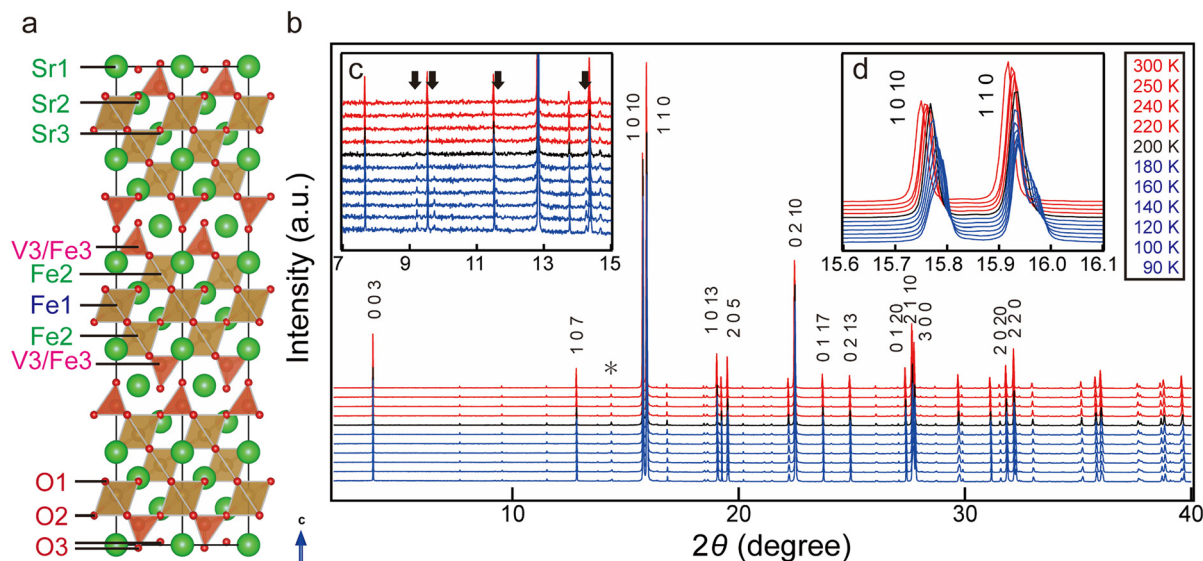 a
Sr1
Sr2
Sr3
V3/Fe3
Fe2
Fe1
Fe2
V3/Fe3
O1
O2
O3
c
b
Intensity (a.u.)
0 0 3
1 0 7
*
1 0 10
1 1 0
1 0 13
2 0 5
0 2 10
0 1 17
0 2 13
0 1 20
2 1 10
3 0 0
2 0 20
2 2 0
10
20
30
40
2θ (degree)
c
7
9
11
13
15
d
1 0 10
1 1 0
15.6
15.7
15.8
15.9
16.0
16.1
300 K
250 K
240 K
220 K
200 K
180 K
160 K
140 K
120 K
100 K
90 K